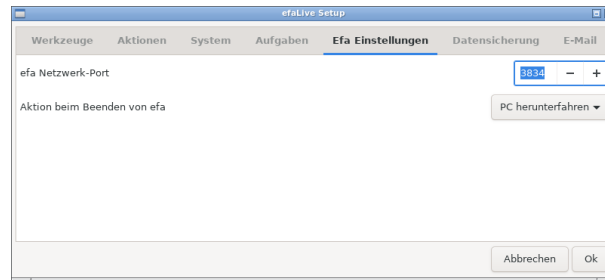 efaLive Setup
Werkzeuge Aktionen System Aufgaben Efa Einstellungen Datensicherung E-Mail
efa Netzwerk-Port 3834 − +
Aktion beim Beenden von efa PC herunterfahren
Abbrechen Ok